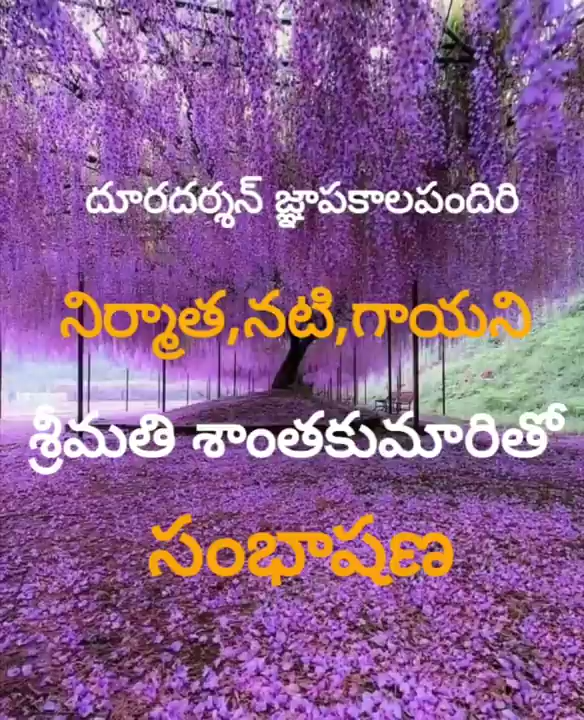 దూరదర్శన్ జ్ఞాపకాలపందిరి
నిర్మాత,నటి,గాయని
శ్రీమతి శాంతకుమారితో
సంభాషణ